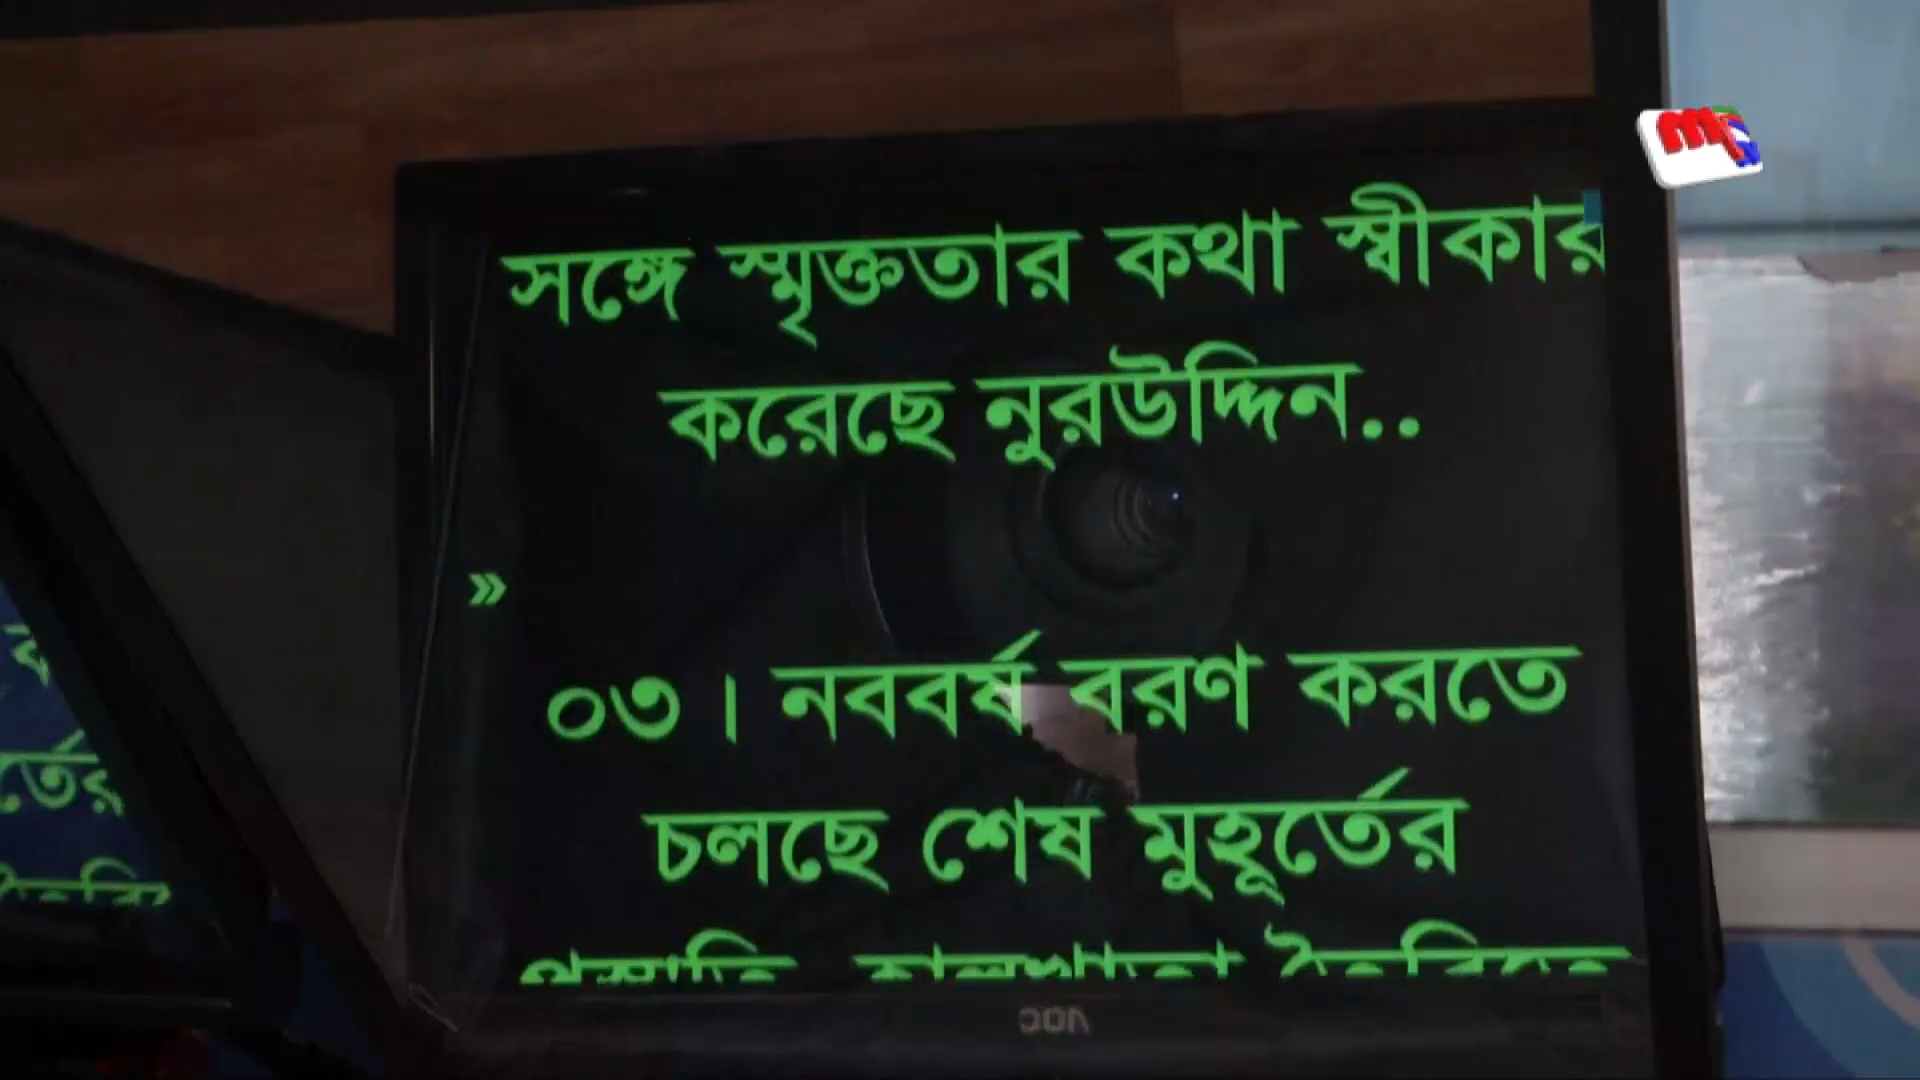 সঙ্গে স্মৃক্ততার কথা স্বীকার
করেছে নুরউদ্দিন..
»
০৩। নববর্ষ বরণ করতে
চলছে শেষ মুহূর্তের